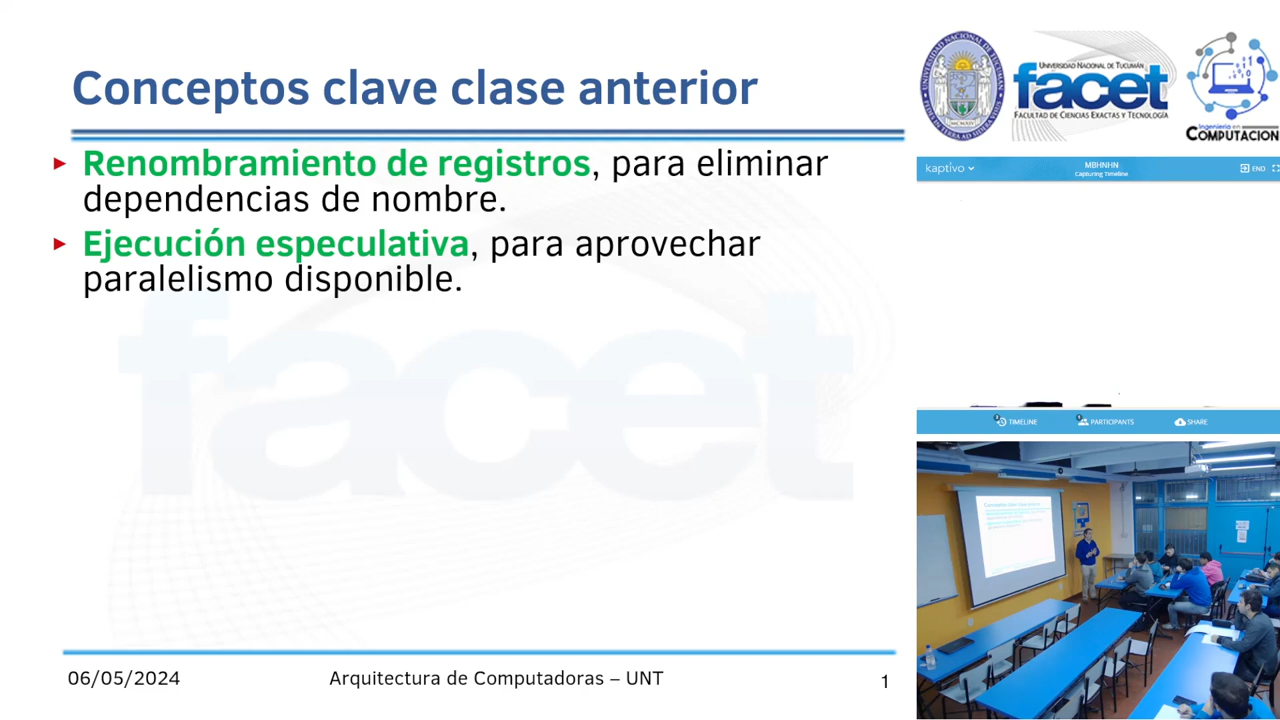 Conceptos clave clase anterior
Renombramiento de registros, para eliminar
dependencias de nombre.
Ejecución especulativa, para aprovechar
paralelismo disponible.
facet
06/05/2024
Arquitectura de Computadoras – UNT
1
UNIVERSIDAD NACIONAL DE TUCUMÁN
facet
FACULTAD DE CIENCIAS EXACTAS Y TECNOLOGÍA
Ingeniería en
COMPUTACION
kaptivo
MBHNHN
Capturing Timeline
END
TIMELINE
PARTICIPANTS
SHARE